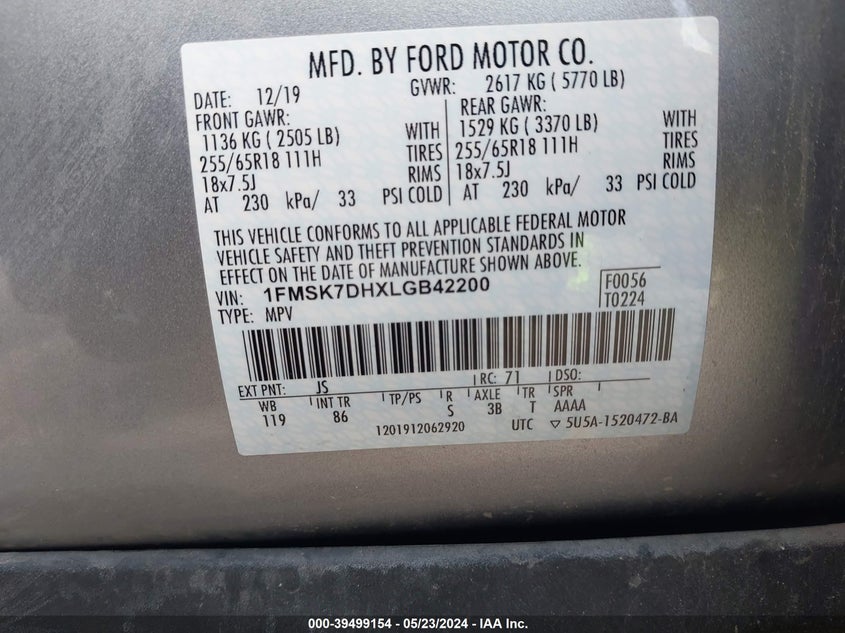 MFD. BY FORD MOTOR CO.
DATE: 12/19 GVWR: 2617 KG ( 5770 LB)
FRONT GAWR: REAR GAWR:
1136 KG ( 2505 LB) WITH 1529 KG ( 3370 LB) WITH
255/65R18 111H TIRES 255/65R18 111H TIRES
18x7.5J RIMS 18x7.5J RIMS
AT 230 kPa/ 33 PSI COLD AT 230 kPa/ 33 PSI COLD
THIS VEHICLE CONFORMS TO ALL APPLICABLE FEDERAL MOTOR
VEHICLE SAFETY AND THEFT PREVENTION STANDARDS IN
EFFECT ON THE DATE OF MANUFACTURE SHOWN ABOVE.
VIN: 1FMSK7DHXLGB42200 F0056
TYPE: MPV T0224
EXT PNT: JS RC: 71 DSO:
WB INT TR TP/PS R AXLE TR SPR
119 86 S 3B T AAAA
1201912062920 UTC ▽ 5U5A-1520472-BA
000-39499154 - 05/23/2024 - IAA Inc.